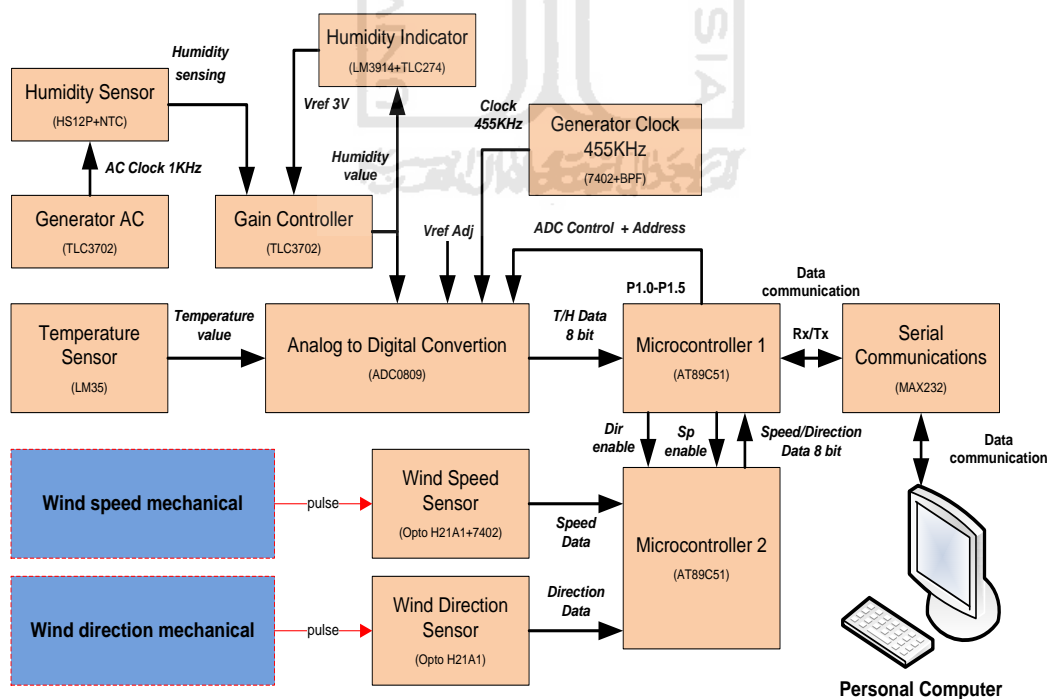 Humidity Indicator
(LM3914+TLC274)
Humidity
sensing
Humidity Sensor
(HS12P+NTC)
Vref 3V
Clock
455KHz
Generator Clock
455KHz
(7402+BPF)
AC Clock 1KHz
Humidity
value
Generator AC
(TLC3702)
Gain Controller
(TLC3702)
Vref Adj
ADC Control + Address
P1.0-P1.5
Data
communication
Temperature
Sensor
(LM35)
Temperature
value
Analog to Digital Convertion
(ADC0809)
T/H Data
8 bit
Microcontroller 1
(AT89C51)
Rx/Tx
Serial
Communications
(MAX232)
Dir
enable
Sp
enable
Speed/Direction
Data 8 bit
Data
communication
Wind speed mechanical
pulse
Wind Speed
Sensor
(Opto H21A1+7402)
Speed
Data
Microcontroller 2
(AT89C51)
Wind direction mechanical
pulse
Wind Direction
Sensor
(Opto H21A1)
Direction
Data
Personal Computer
ANG
SIA